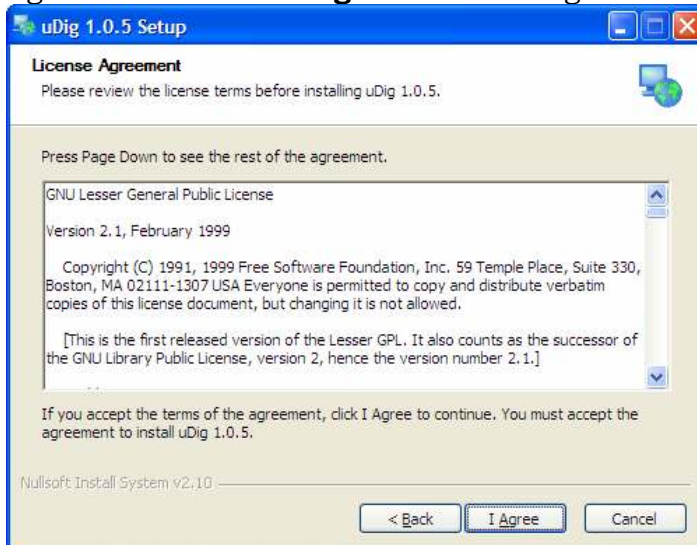 uDig 1.0.5 Setup
License Agreement
Please review the license terms before installing uDig 1.0.5.
Press Page Down to see the rest of the agreement.
GNU Lesser General Public License
Version 2.1, February 1999
Copyright (C) 1991, 1999 Free Software Foundation, Inc. 59 Temple Place, Suite 330,
Boston, MA 02111-1307 USA Everyone is permitted to copy and distribute verbatim
copies of this license document, but changing it is not allowed.
[This is the first released version of the Lesser GPL. It also counts as the successor of
the GNU Library Public License, version 2, hence the version number 2.1.]
If you accept the terms of the agreement, click I Agree to continue. You must accept the
agreement to install uDig 1.0.5.
Nullsoft Install System v2.10
< Back
I Agree
Cancel